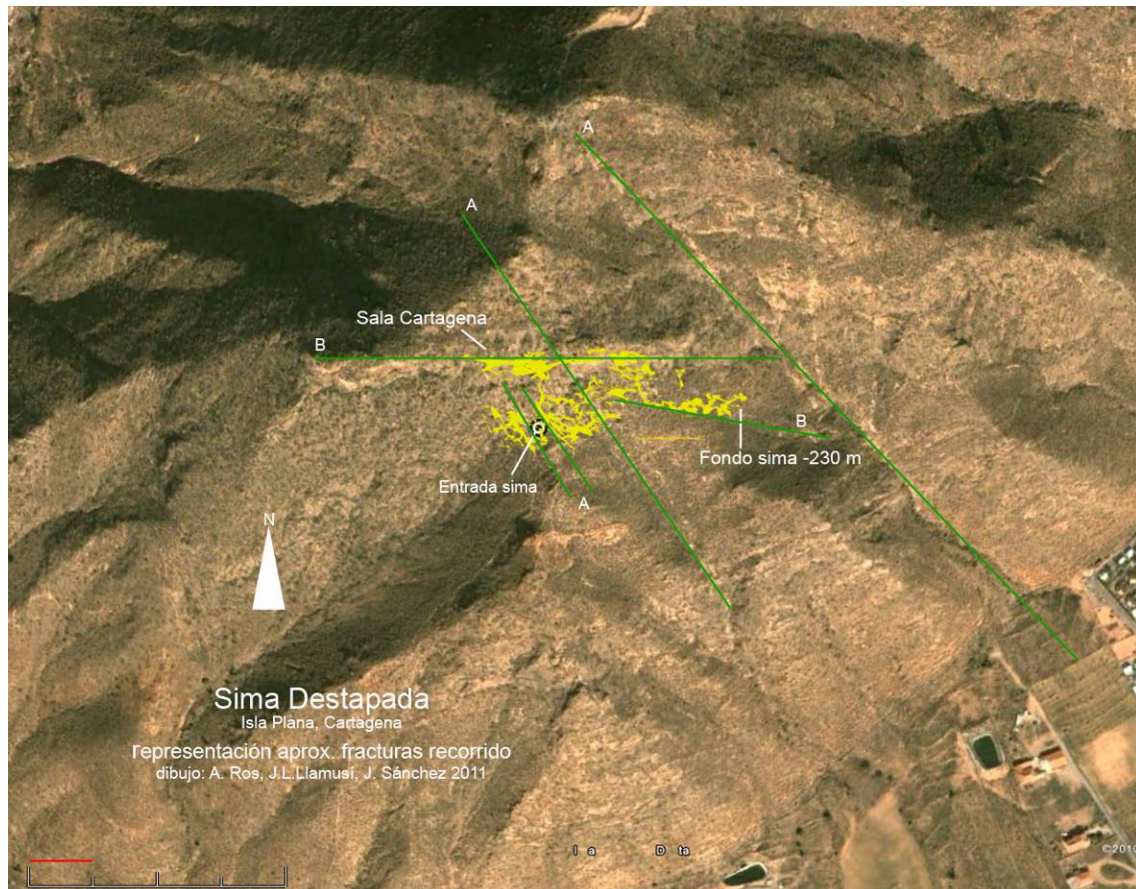 A
A
Sala Cartagena
B
B
Fondo sima -230 m
Entrada sima
A
N
Sima Destapada
Isla Plana, Cartagena
representación aprox. fracturas recorrido
dibujo: A. Ros, J.L.Llamusí, J. Sánchez 2011
©2010